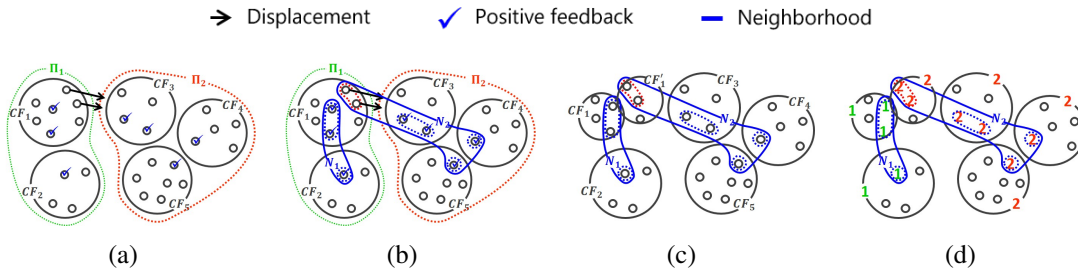 Displacement Positive feedback Neighborhood
Π1 Π2 CF1 CF2 CF3 CF4 CF5
Π1 Π2 CF1 CF2 CF3 CF4 CF5 N1 N2
CF1 CF'1 CF2 CF3 CF4 CF5 N1 N2
1 1 1 1 1 2 2 2 2 2 2 2 2 2 2 N1 N2
(a) (b) (c) (d)